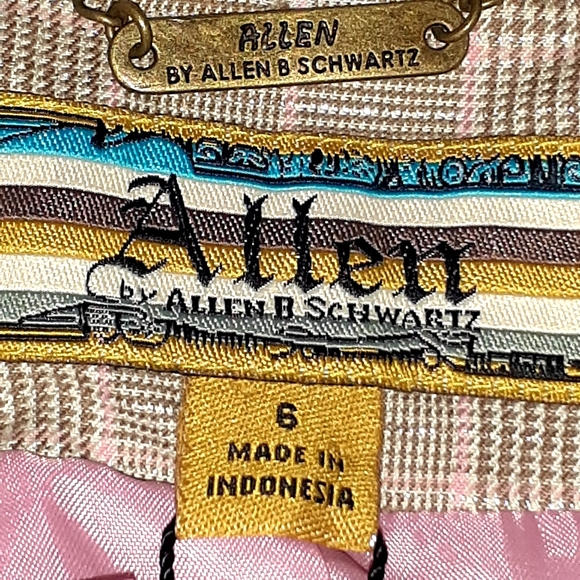 ALLEN
BY ALLEN B SCHWARTZ
Allen
BY ALLEN B SCHWARTZ
6
MADE IN
INDONESIA